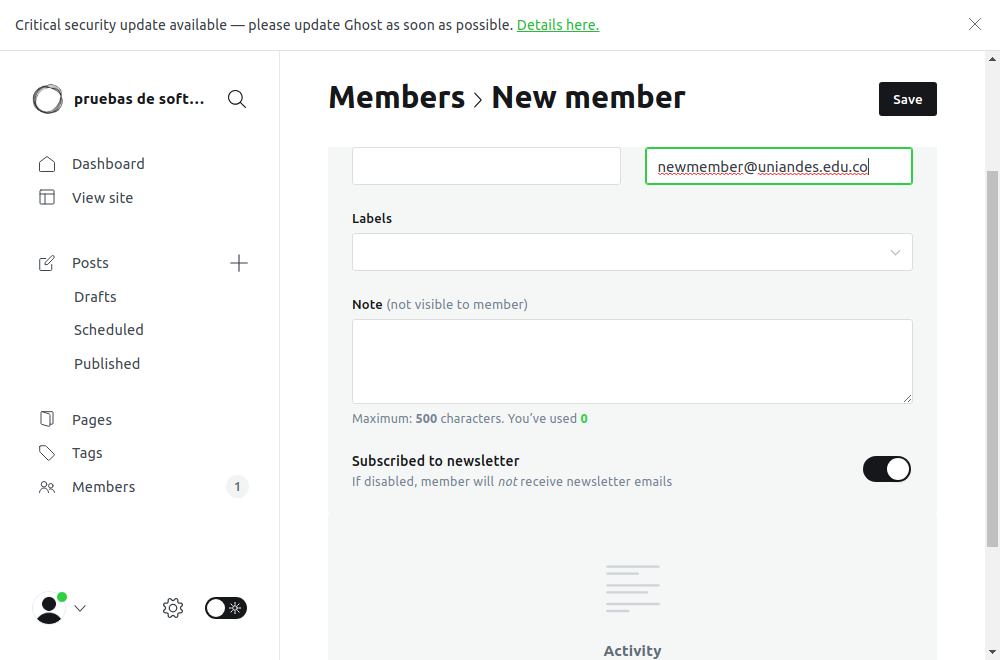 Critical security update available — please update Ghost as soon as possible. Details here.
pruebas de soft...
Dashboard
View site
Posts
Drafts
Scheduled
Published
Pages
Tags
Members
1
Members > New member
Save
newmember@uniandes.edu.co
Labels
Note (not visible to member)
Maximum: 500 characters. You’ve used 0
Subscribed to newsletter
If disabled, member will not receive newsletter emails
Activity